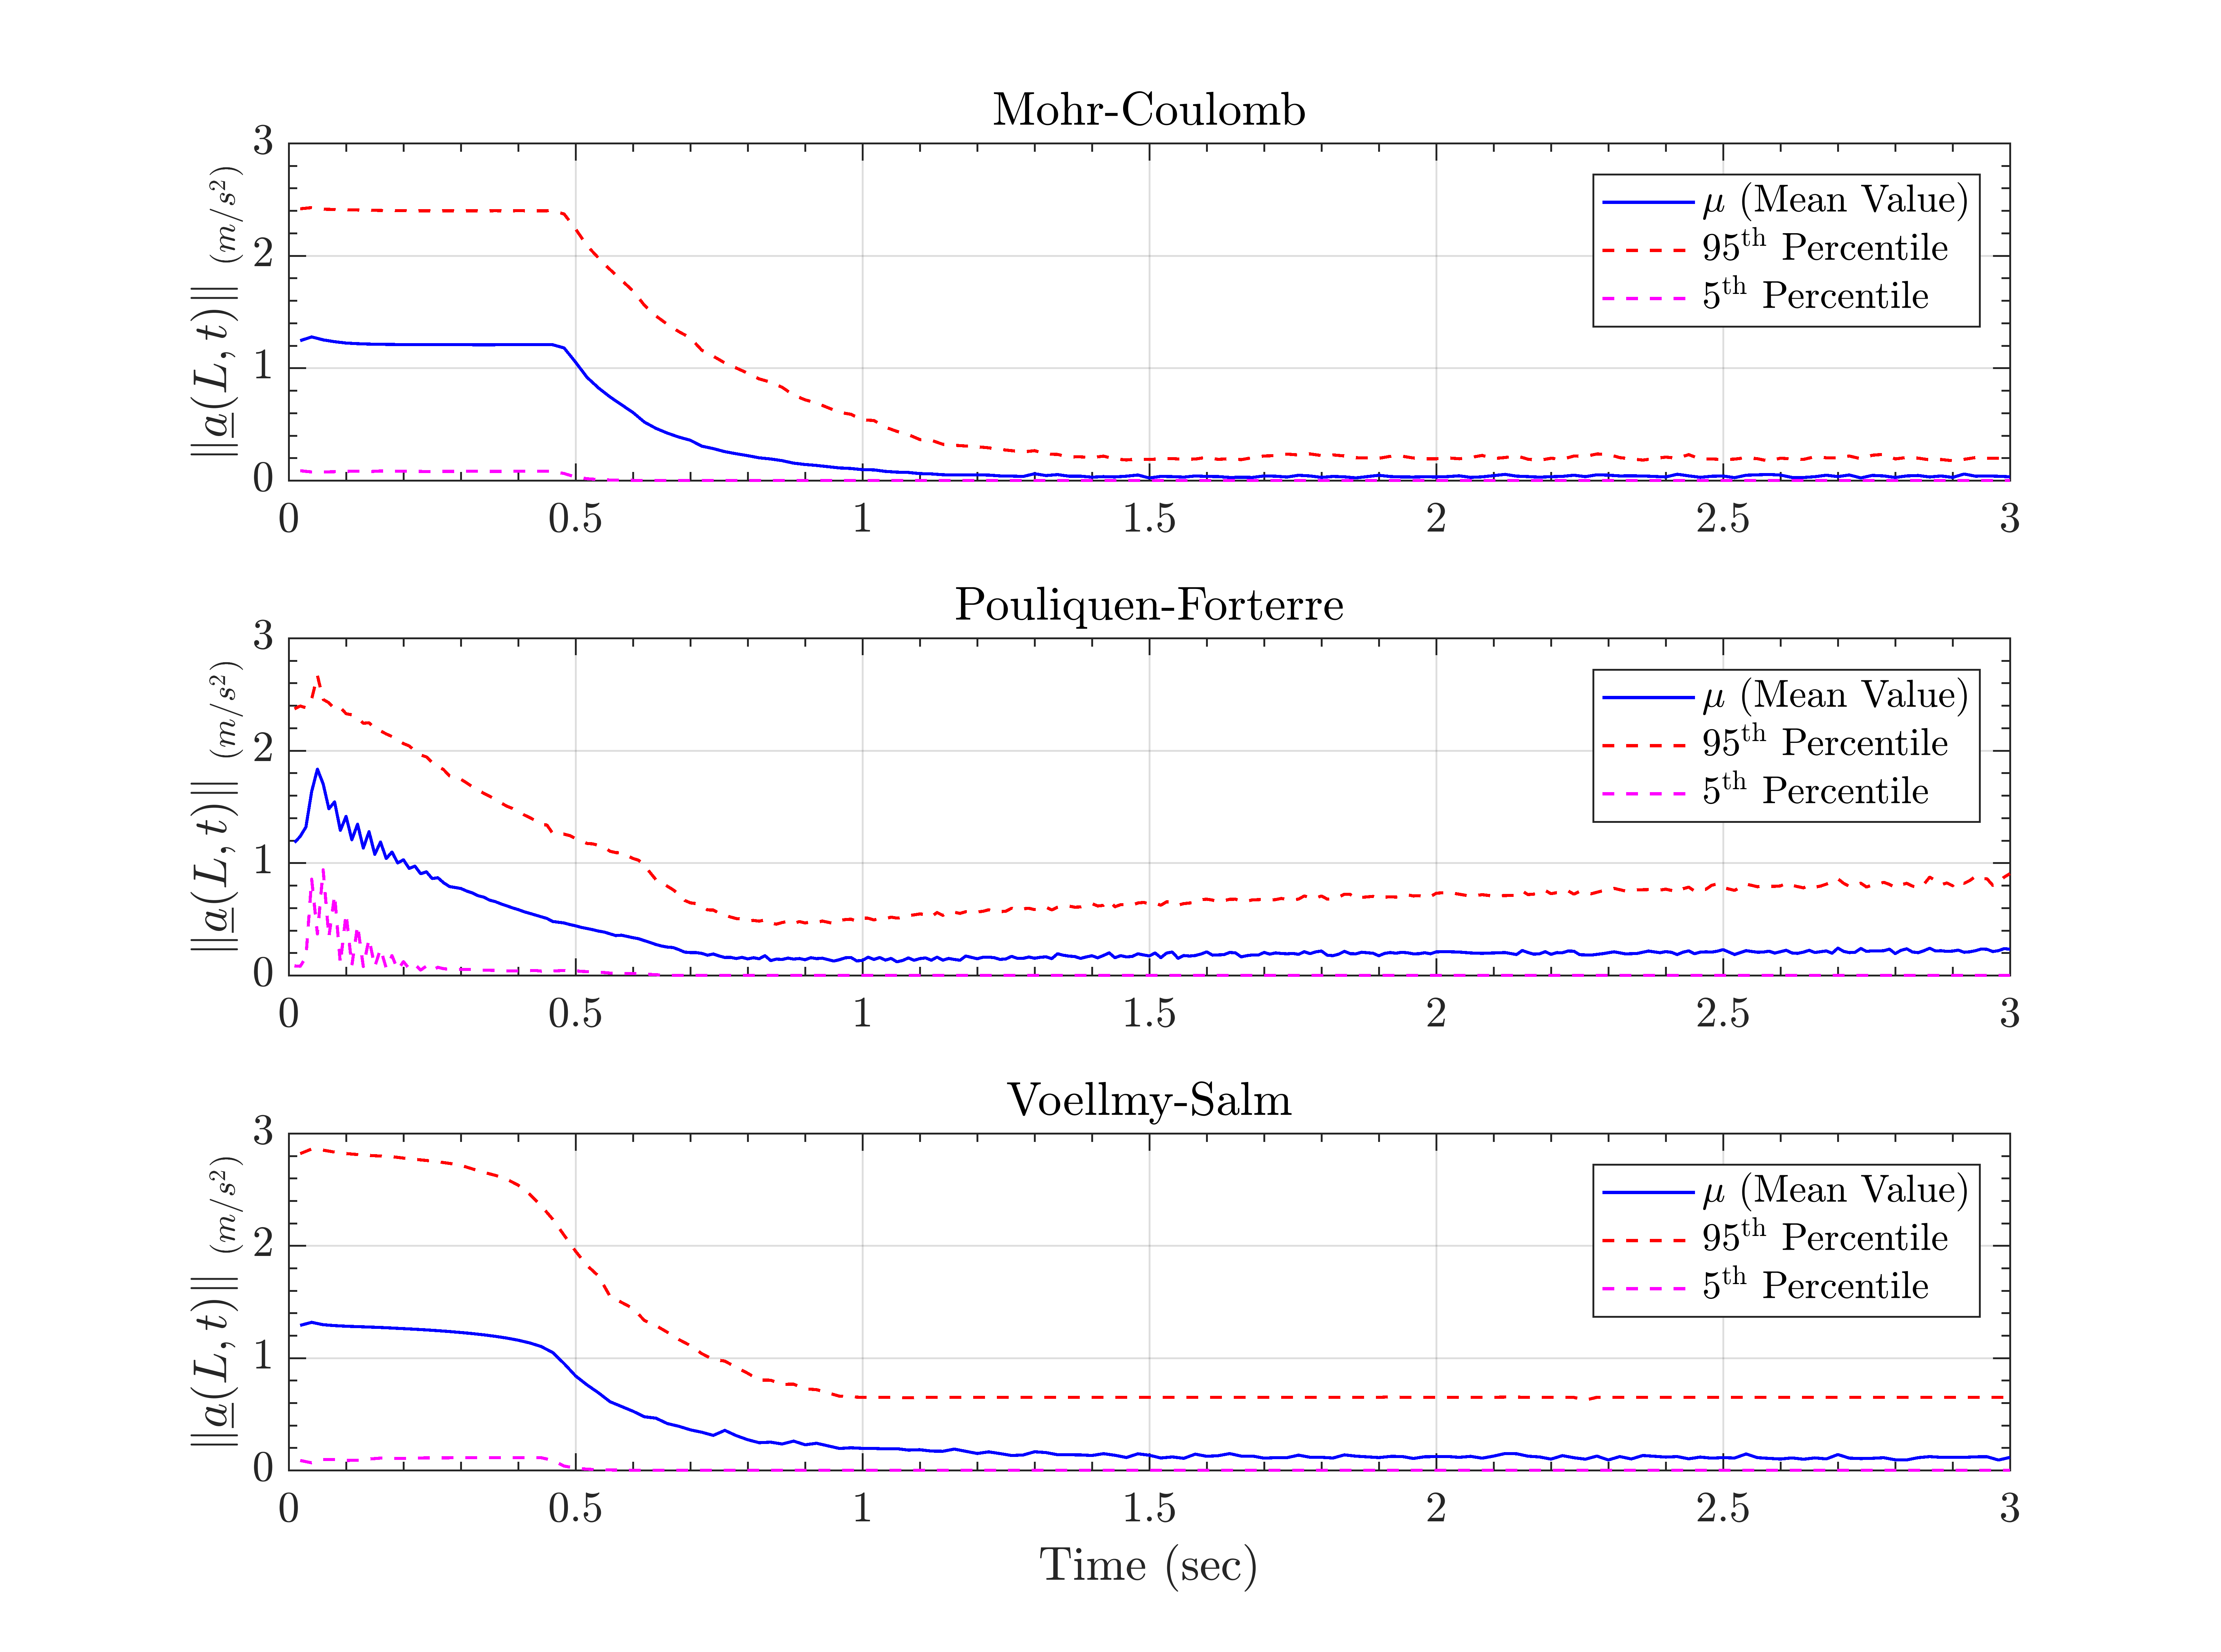 Mohr-Coulomb
||a(L, t)|| (m/s²)
3
2
1
0
μ (Mean Value)
95th Percentile
5th Percentile
0 0.5 1 1.5 2 2.5 3
Pouliquen-Forterre
||a(L, t)|| (m/s²)
3
2
1
0
μ (Mean Value)
95th Percentile
5th Percentile
0 0.5 1 1.5 2 2.5 3
Voellmy-Salm
||a(L, t)|| (m/s²)
3
2
1
0
μ (Mean Value)
95th Percentile
5th Percentile
0 0.5 1 1.5 2 2.5 3
Time (sec)